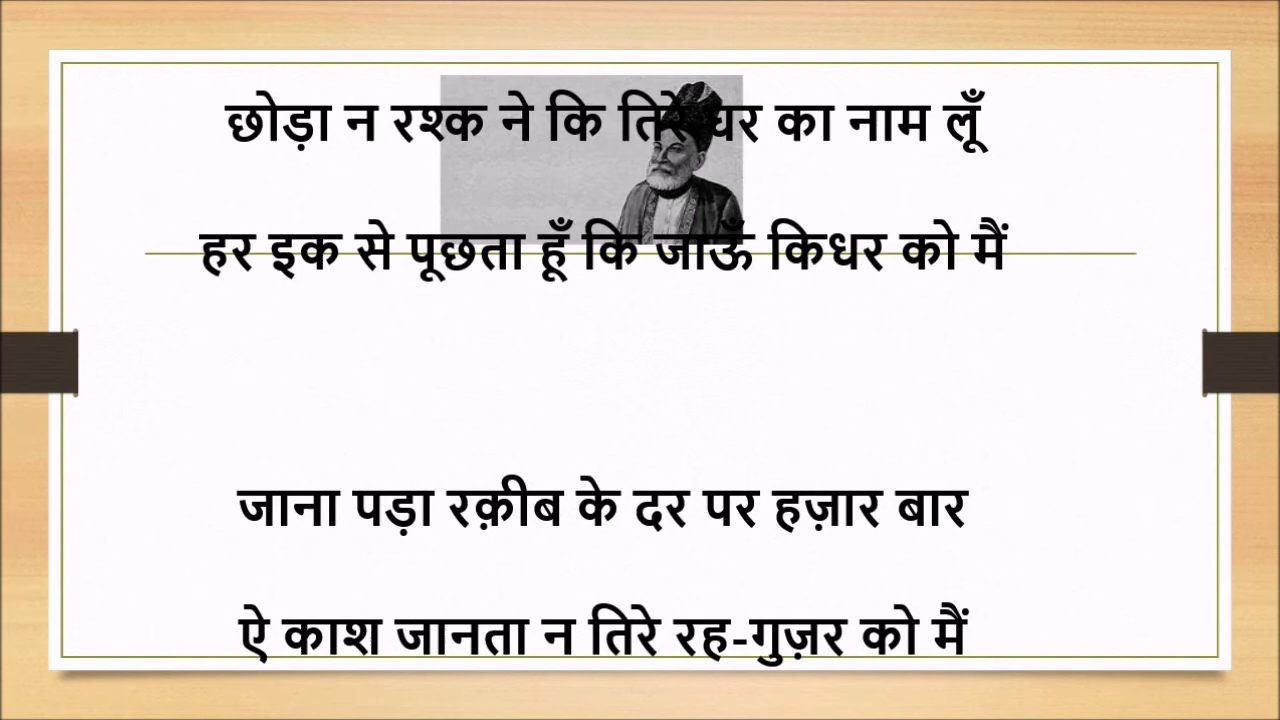 छोड़ा न रश्क ने कि तिरे घर का नाम लूँ
हर इक से पूछता हूँ कि जाऊँ किधर को मैं
जाना पड़ा रक़ीब के दर पर हज़ार बार
ऐ काश जानता न तिरे रह-गुज़र को मैं